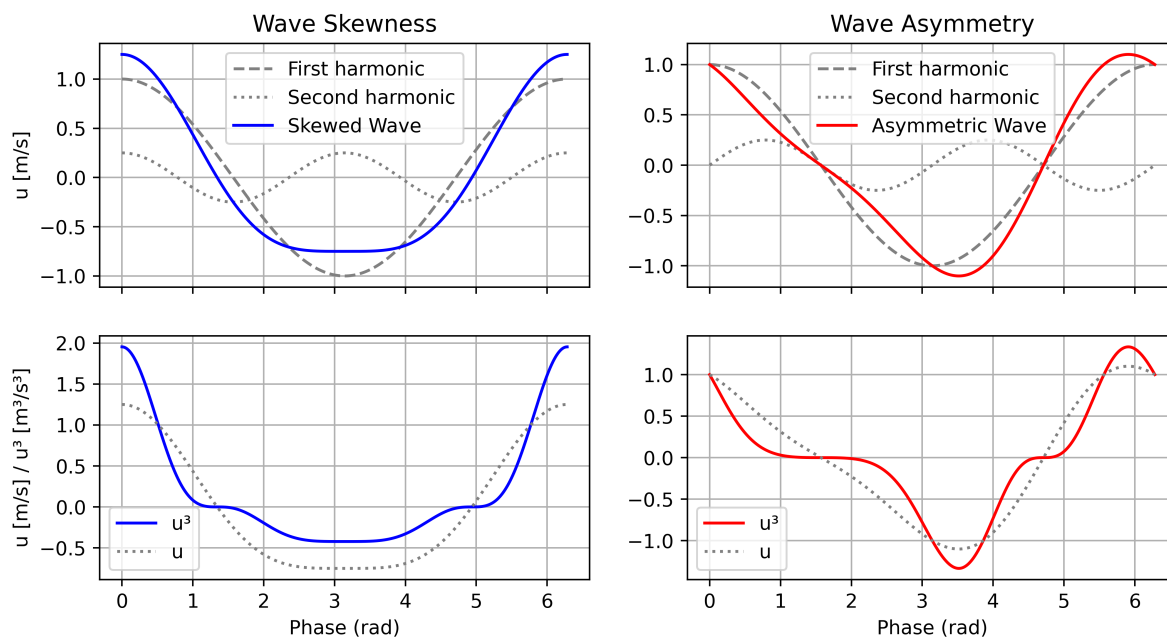 Wave Skewness
u [m/s]
1.0
0.5
0.0
−0.5
−1.0
First harmonic
Second harmonic
Skewed Wave
Wave Asymmetry
1.0
0.5
0.0
−0.5
−1.0
First harmonic
Second harmonic
Asymmetric Wave
u [m/s] / u³ [m³/s³]
2.0
1.5
1.0
0.5
0.0
−0.5
u³
u
0 1 2 3 4 5 6
Phase (rad)
1.0
0.5
0.0
−0.5
−1.0
u³
u
0 1 2 3 4 5 6
Phase (rad)